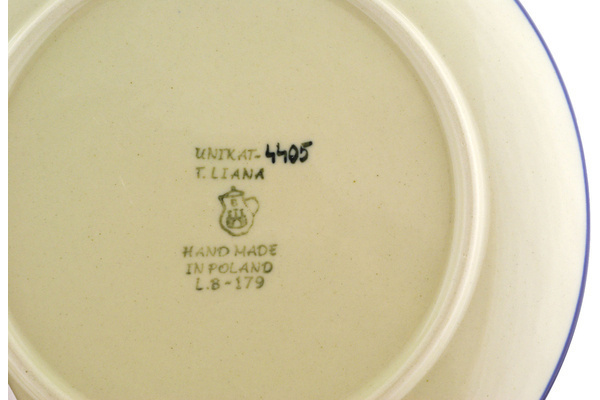 UNIKAT-4405
T. LIANA
HAND MADE
IN POLAND
L.B-179